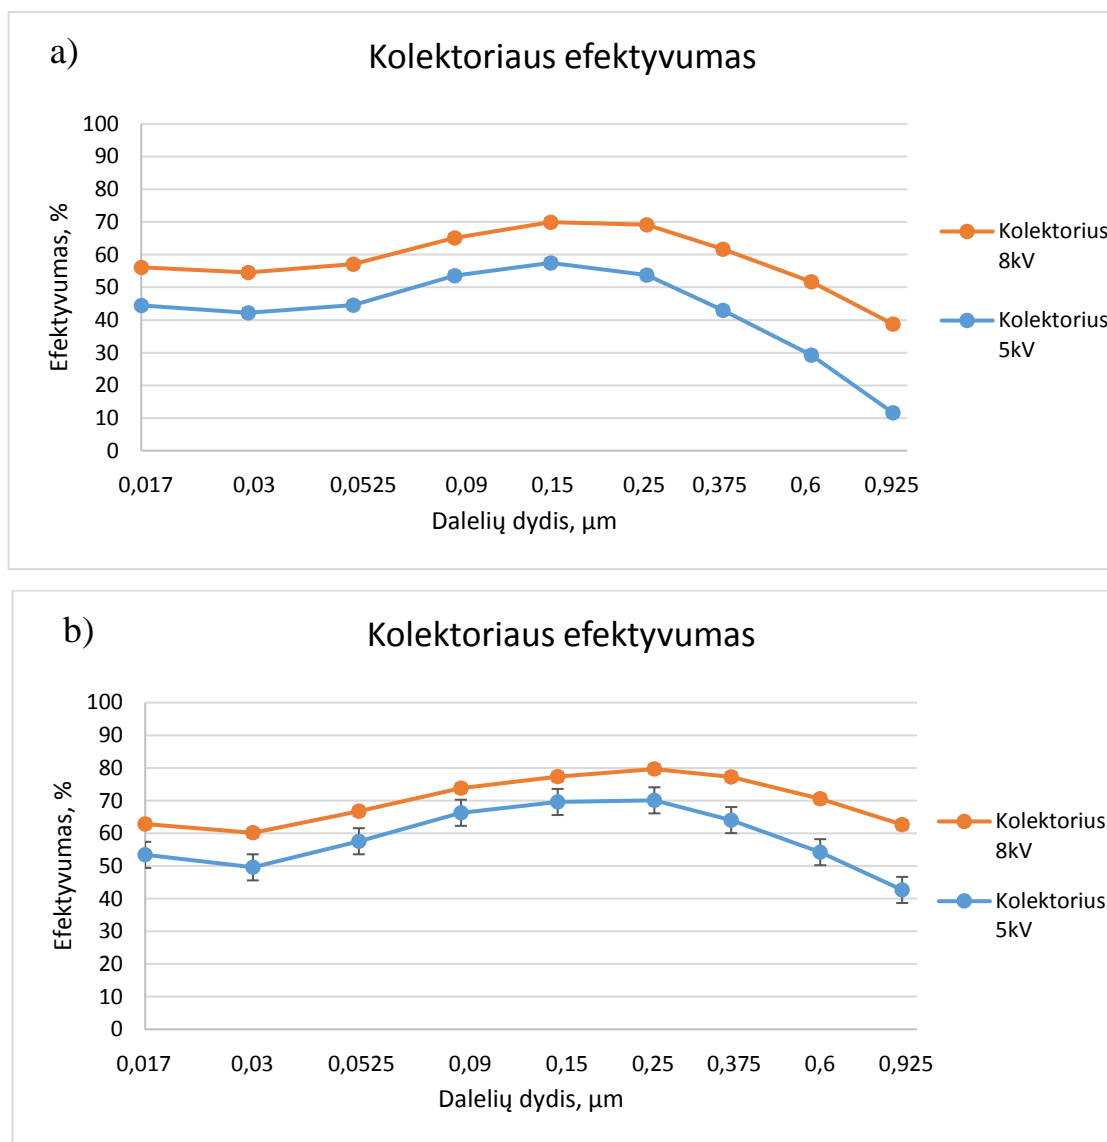 a)
Kolektoriaus efektyvumas
100
90
80
70
60
50
40
30
20
10
0
Efektyvumas, %
0,017 0,03 0,0525 0,09 0,15 0,25 0,375 0,6 0,925
Dalelių dydis, µm
Kolektorius
8kV
Kolektorius
5kV
b)
Kolektoriaus efektyvumas
100
90
80
70
60
50
40
30
20
10
0
Efektyvumas, %
0,017 0,03 0,0525 0,09 0,15 0,25 0,375 0,6 0,925
Dalelių dydis, µm
Kolektorius
8kV
Kolektorius
5kV